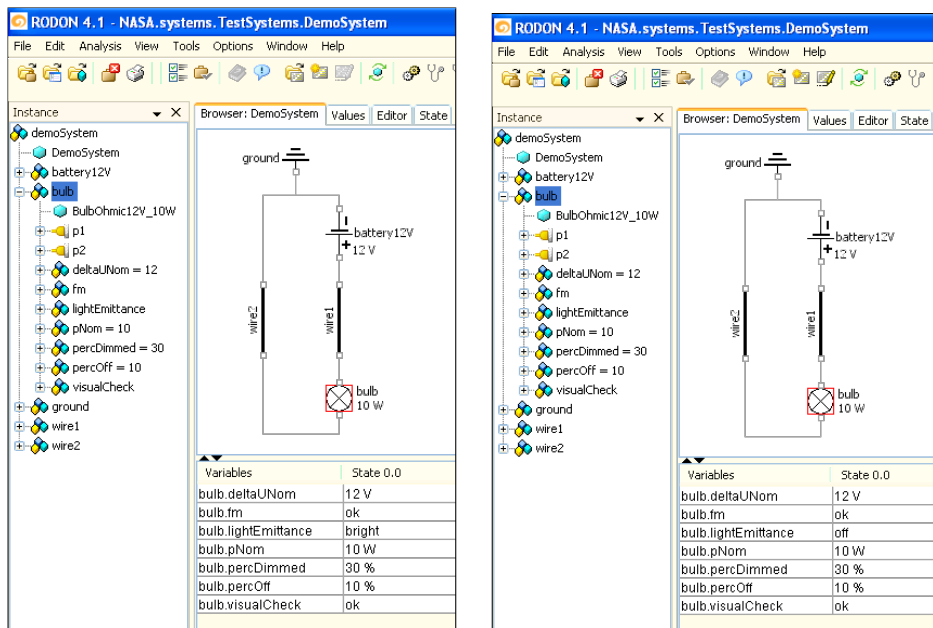 RODON 4.1 - NASA.systems.TestSystems.DemoSystem
File Edit Analysis View Tools Options Window Help
Instance
demoSystem
DemoSystem
battery12V
bulb
BulbOhmic12V_10W
p1
p2
deltaUNom = 12
fm
lightEmittance
pNom = 10
percDimmed = 30
percOff = 10
visualCheck
ground
wire1
wire2
Browser: DemoSystem Values Editor State
ground
battery12V
12 V
wire2
wire1
bulb
10 W
Variables State 0.0
bulb.deltaUNom 12 V
bulb.fm ok
bulb.lightEmittance bright
bulb.pNom 10 W
bulb.percDimmed 30 %
bulb.percOff 10 %
bulb.visualCheck ok
RODON 4.1 - NASA.systems.TestSystems.DemoSystem
File Edit Analysis View Tools Options Window Help
Instance
demoSystem
DemoSystem
battery12V
bulb
BulbOhmic12V_10W
p1
p2
deltaUNom = 12
fm
lightEmittance
pNom = 10
percDimmed = 30
percOff = 10
visualCheck
ground
wire1
wire2
Browser: DemoSystem Values Editor State
ground
battery12V
12 V
wire2
wire1
bulb
10 W
Variables State 0.0
bulb.deltaUNom 12 V
bulb.fm ok
bulb.lightEmittance off
bulb.pNom 10 W
bulb.percDimmed 30 %
bulb.percOff 10 %
bulb.visualCheck ok